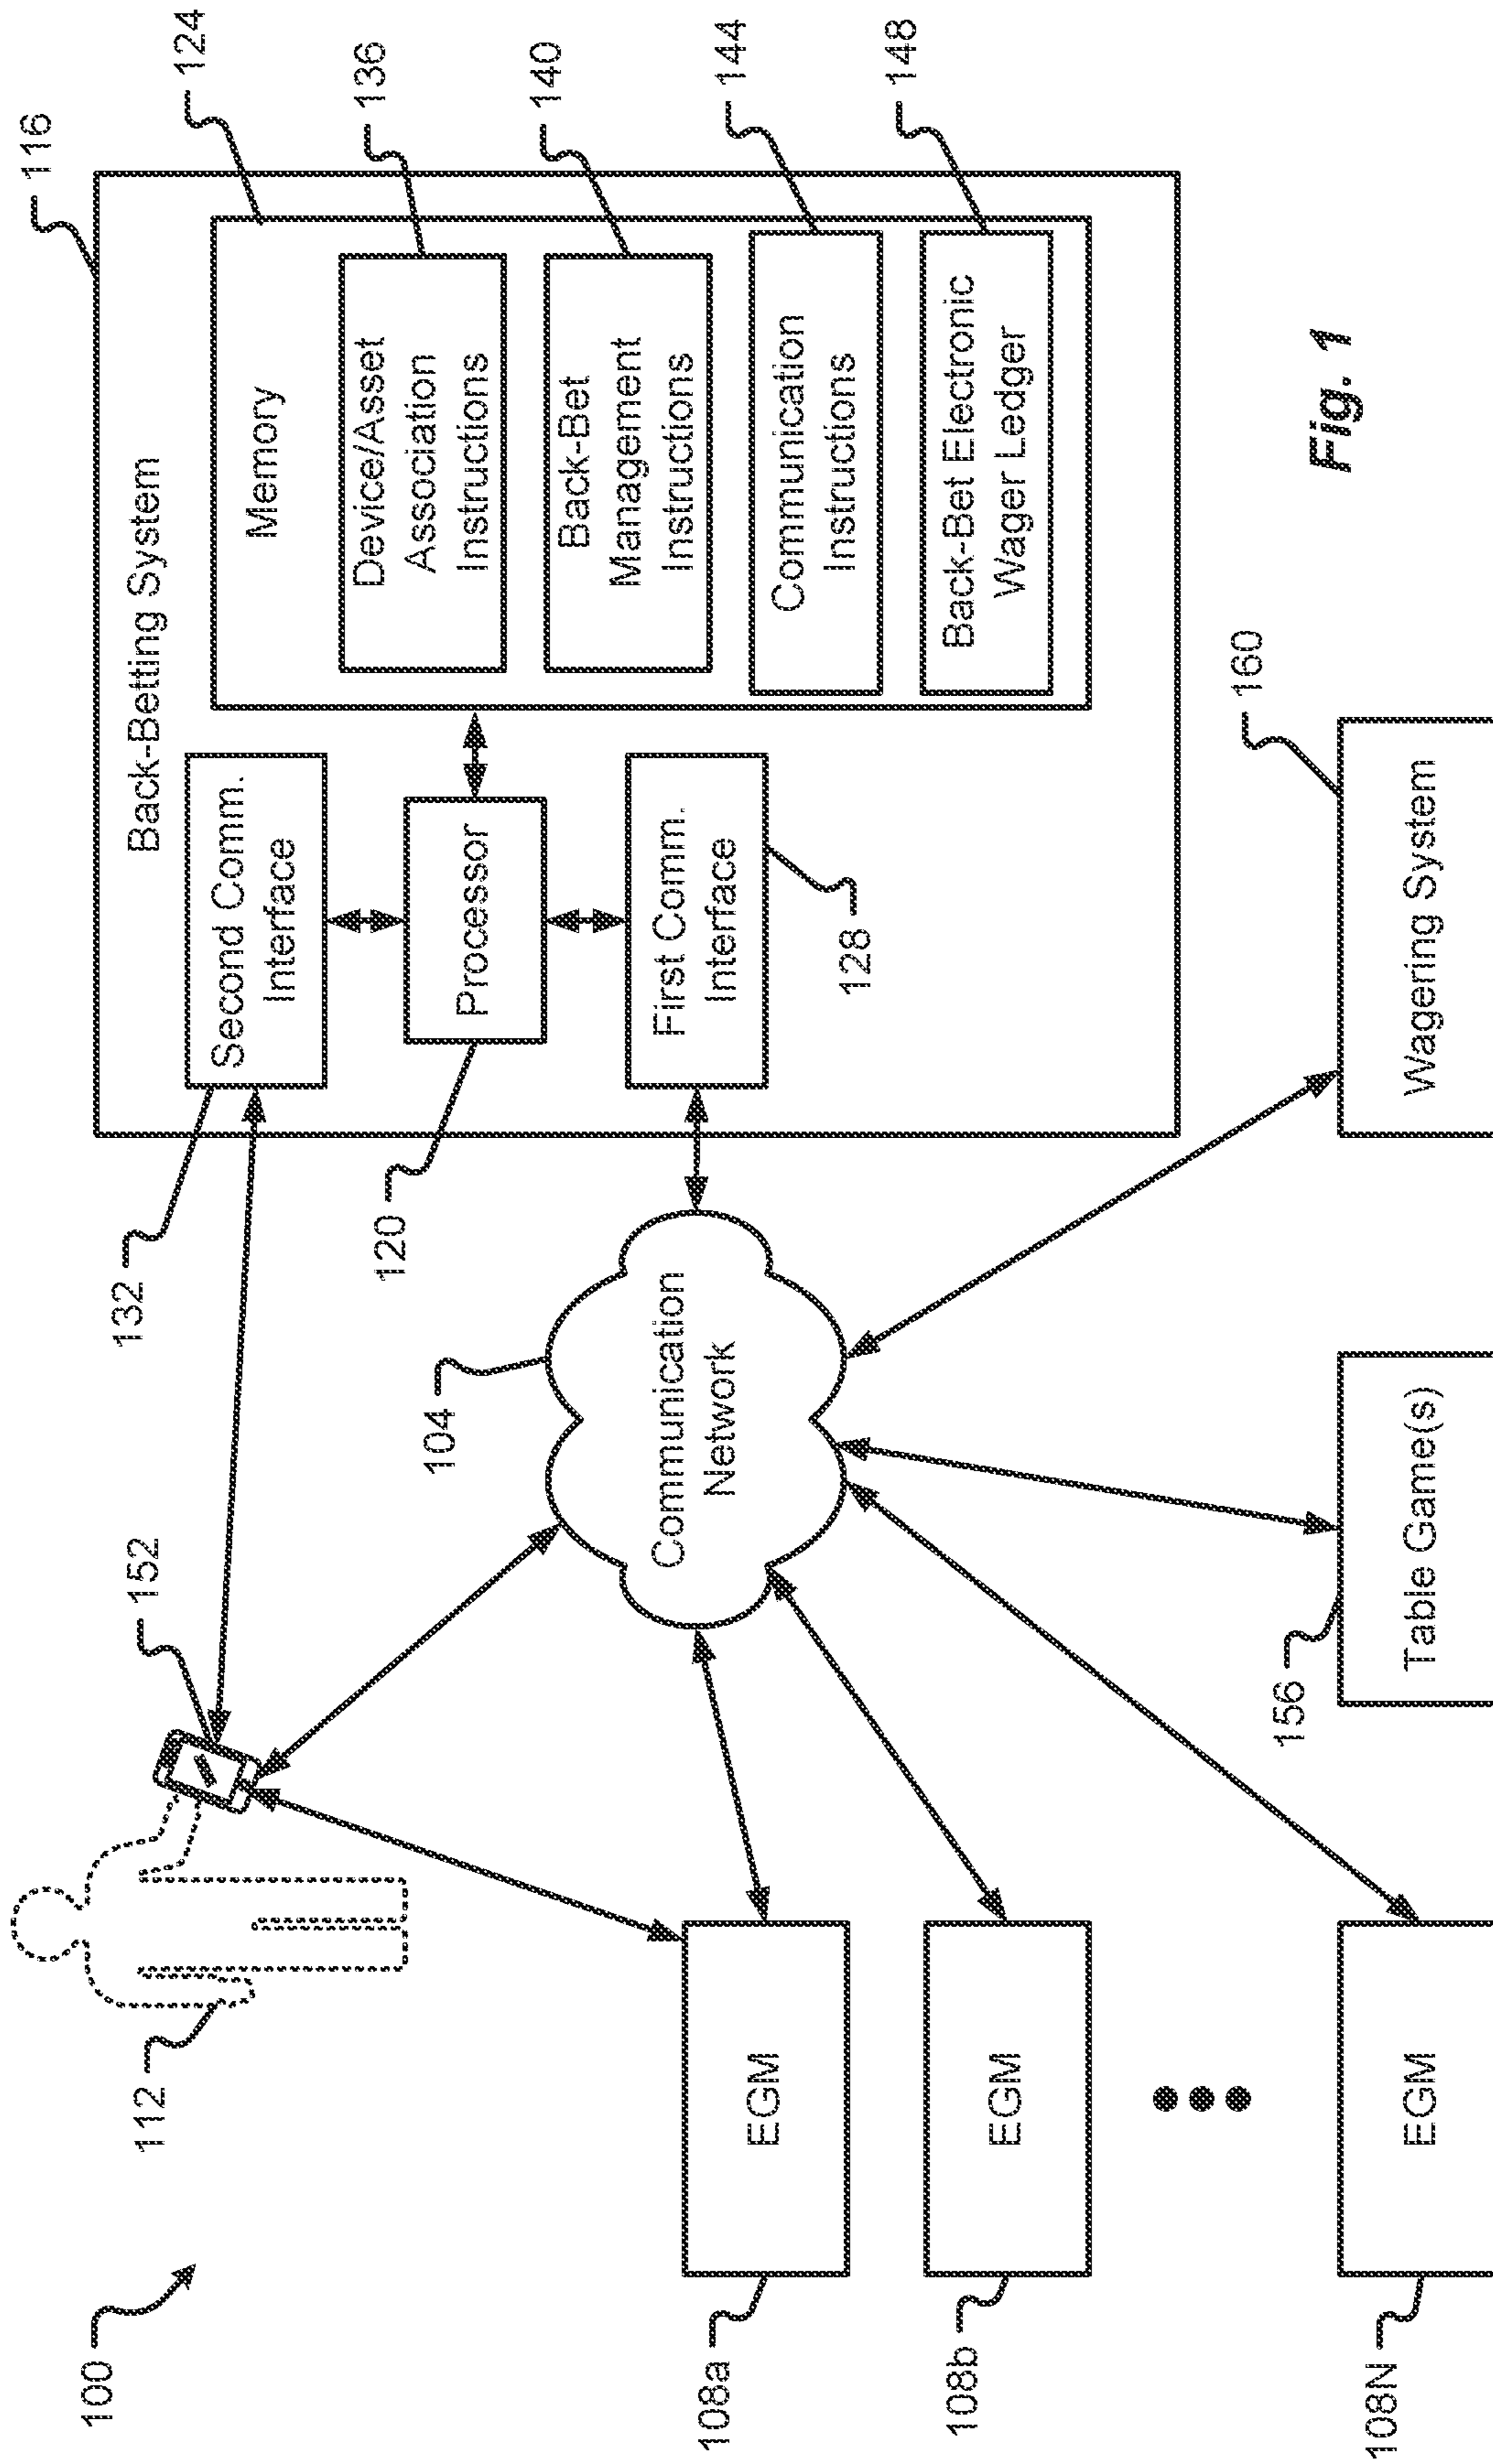 100
112
152
132
116
Back-Betting System
124
Second Comm.
Interface
120
Processor
First Comm.
Interface
128
Memory
Device/Asset
Association
Instructions
136
Back-Bet
Management
Instructions
140
Communication
Instructions
144
Back-Bet Electronic
Wager Ledger
148
104
Communication
Network
108a
EGM
108b
EGM
108N
EGM
156
Table Game(s)
160
Wagering System
Fig. 1